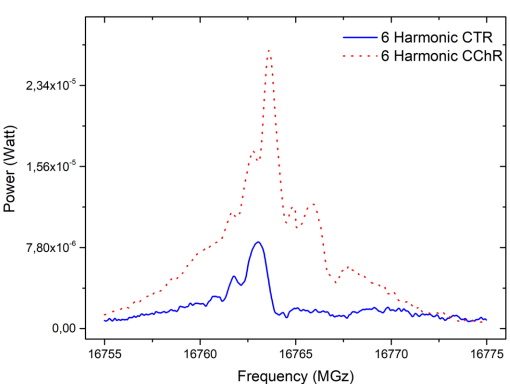 6 Harmonic CTR
6 Harmonic CChR
2,34x10⁻⁵
1,56x10⁻⁵
7,80x10⁻⁶
0,00
Power (Watt)
16755 16760 16765 16770 16775
Frequency (MGz)